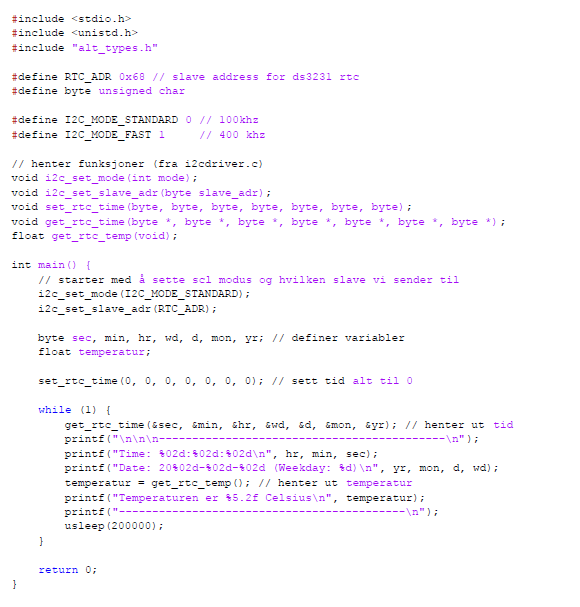 #include <stdio.h>
#include <unistd.h>
#include "alt_types.h"

#define RTC_ADR 0x68 // slave address for ds3231 rtc
#define byte unsigned char

#define I2C_MODE_STANDARD 0 // 100khz
#define I2C_MODE_FAST 1     // 400 khz

// henter funksjoner (fra i2cdriver.c)
void i2c_set_mode(int mode);
void i2c_set_slave_adr(byte slave_adr);
void set_rtc_time(byte, byte, byte, byte, byte, byte, byte);
void get_rtc_time(byte *, byte *, byte *, byte *, byte *, byte *, byte *);
float get_rtc_temp(void);

int main() {
    // starter med å sette scl modus og hvilken slave vi sender til
    i2c_set_mode(I2C_MODE_STANDARD);
    i2c_set_slave_adr(RTC_ADR);

    byte sec, min, hr, wd, d, mon, yr; // definer variabler
    float temperatur;

    set_rtc_time(0, 0, 0, 0, 0, 0, 0); // sett tid alt til 0

    while (1) {
        get_rtc_time(&sec, &min, &hr, &wd, &d, &mon, &yr); // henter ut tid
        printf("\n\n\n-------------------------------------------\n");
        printf("Time: %02d:%02d:%02d\n", hr, min, sec);
        printf("Date: 20%02d-%02d-%02d (Weekday: %d)\n", yr, mon, d, wd);
        temperatur = get_rtc_temp(); // henter ut temperatur
        printf("Temperaturen er %5.2f Celsius\n", temperatur);
        printf("-------------------------------------------\n");
        usleep(200000);
    }

    return 0;
}